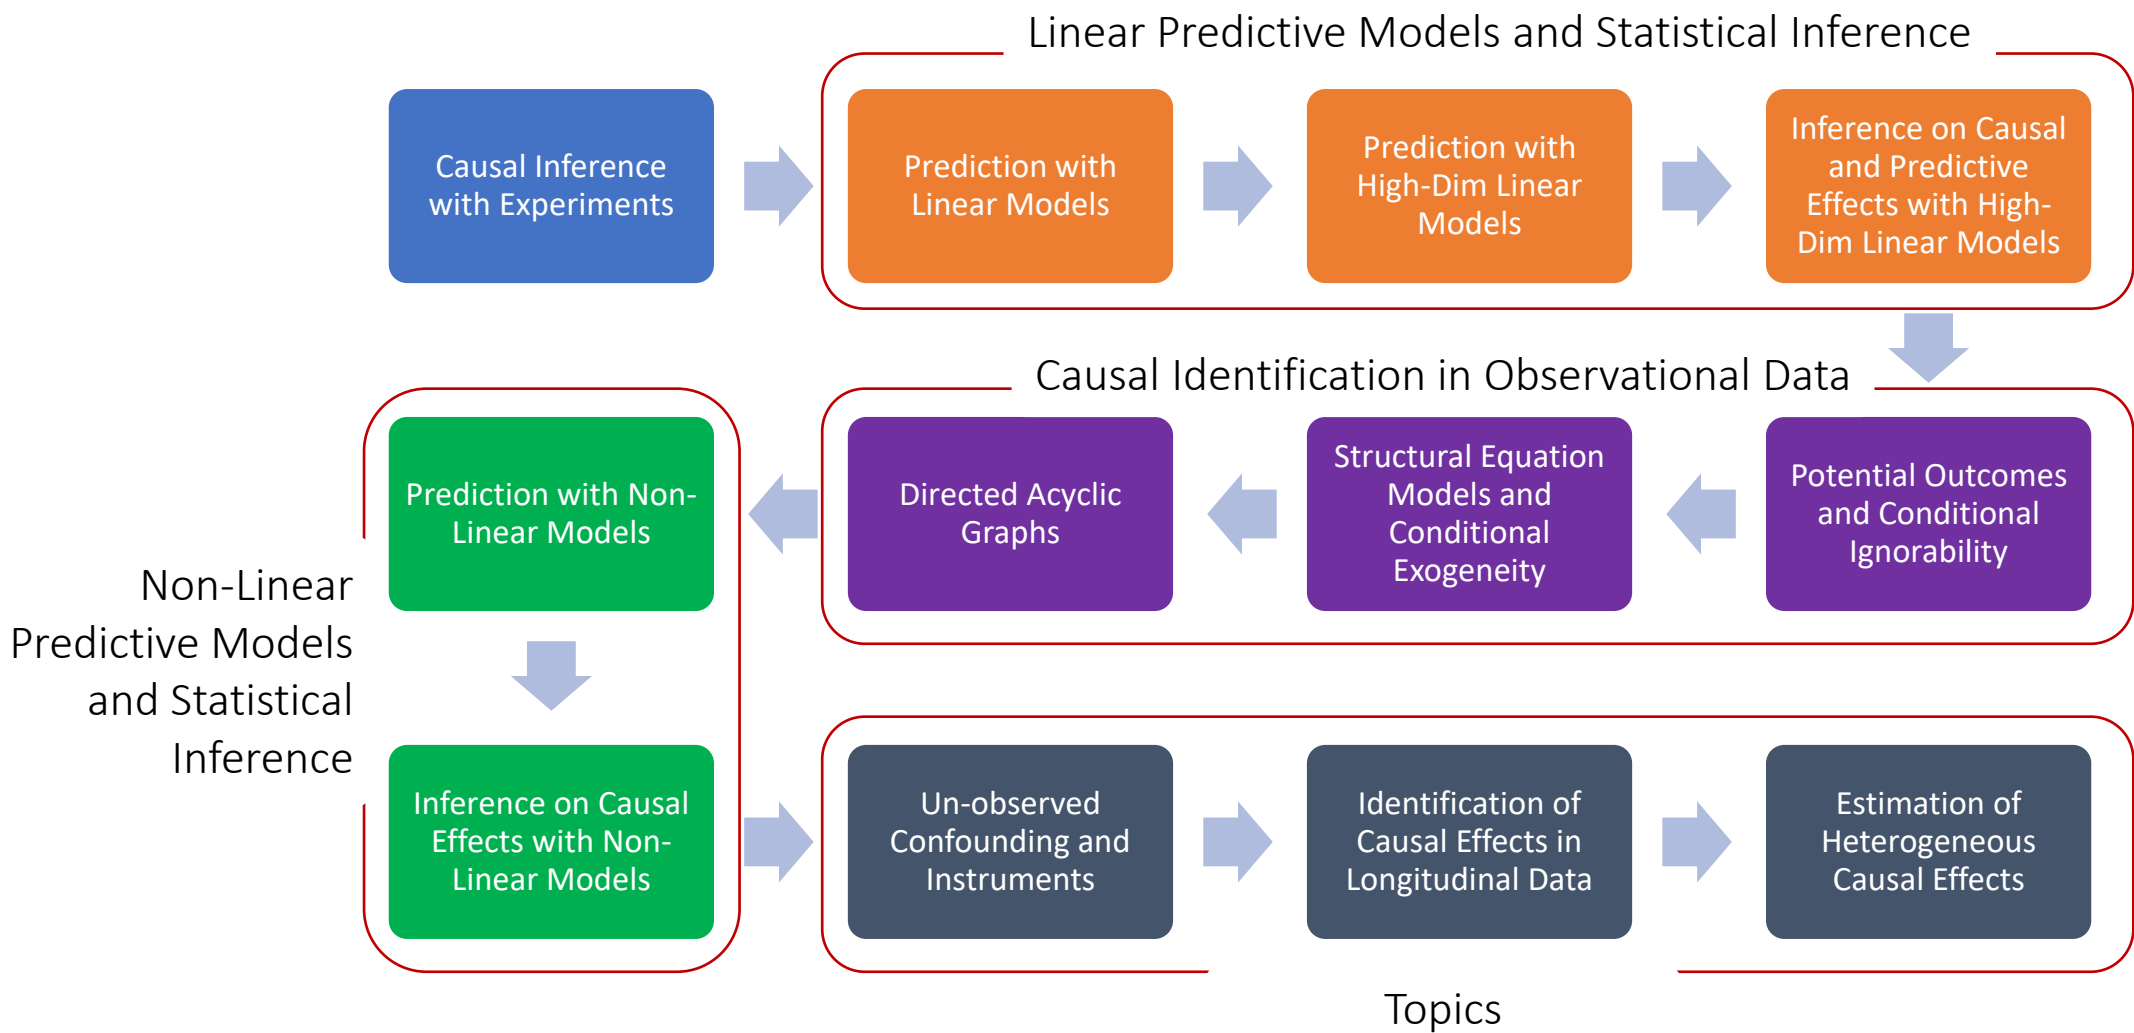 Linear Predictive Models and Statistical Inference
Causal Inference
with Experiments
Prediction with
Linear Models
Prediction with
High-Dim Linear
Models
Inference on Causal
and Predictive
Effects with High-
Dim Linear Models
Causal Identification in Observational Data
Potential Outcomes
and Conditional
Ignorability
Structural Equation
Models and
Conditional
Exogeneity
Directed Acyclic
Graphs
Non-Linear
Predictive Models
and Statistical
Inference
Prediction with Non-
Linear Models
Inference on Causal
Effects with Non-
Linear Models
Un-observed
Confounding and
Instruments
Identification of
Causal Effects in
Longitudinal Data
Estimation of
Heterogeneous
Causal Effects
Topics